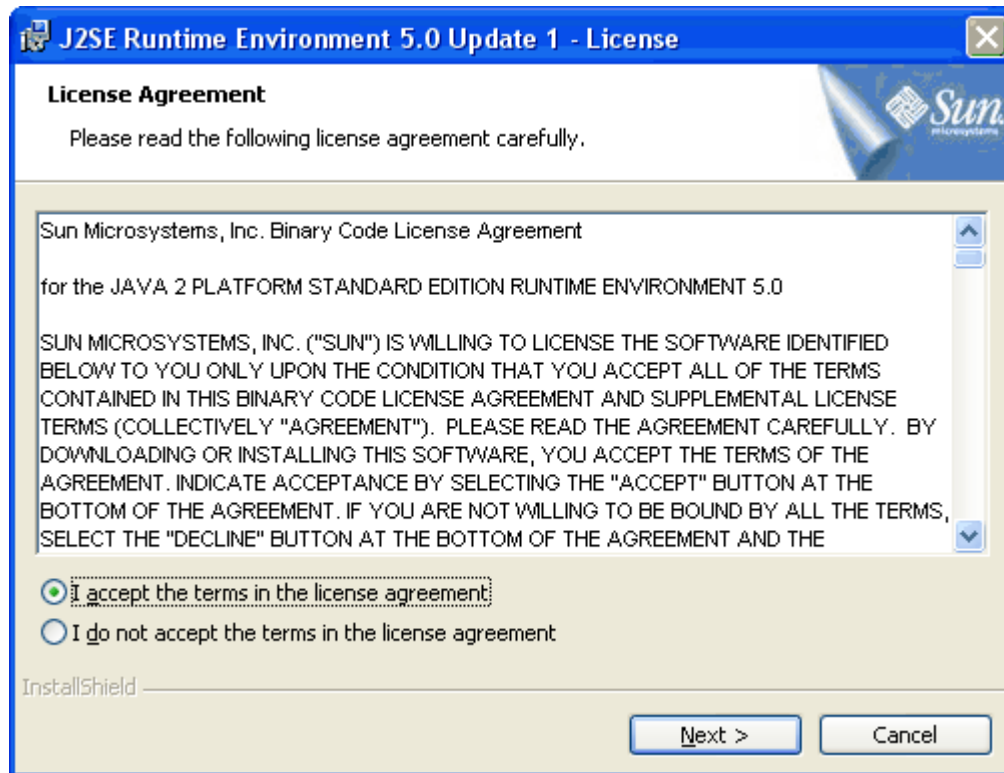 J2SE Runtime Environment 5.0 Update 1 - License
License Agreement
Please read the following license agreement carefully.
Sun
microsystems
Sun Microsystems, Inc. Binary Code License Agreement
for the JAVA 2 PLATFORM STANDARD EDITION RUNTIME ENVIRONMENT 5.0
SUN MICROSYSTEMS, INC. ("SUN") IS WILLING TO LICENSE THE SOFTWARE IDENTIFIED
BELOW TO YOU ONLY UPON THE CONDITION THAT YOU ACCEPT ALL OF THE TERMS
CONTAINED IN THIS BINARY CODE LICENSE AGREEMENT AND SUPPLEMENTAL LICENSE
TERMS (COLLECTIVELY "AGREEMENT").  PLEASE READ THE AGREEMENT CAREFULLY.  BY
DOWNLOADING OR INSTALLING THIS SOFTWARE, YOU ACCEPT THE TERMS OF THE
AGREEMENT. INDICATE ACCEPTANCE BY SELECTING THE "ACCEPT" BUTTON AT THE
BOTTOM OF THE AGREEMENT. IF YOU ARE NOT WILLING TO BE BOUND BY ALL THE TERMS,
SELECT THE "DECLINE" BUTTON AT THE BOTTOM OF THE AGREEMENT AND THE
I accept the terms in the license agreement
I do not accept the terms in the license agreement
InstallShield
Next >
Cancel